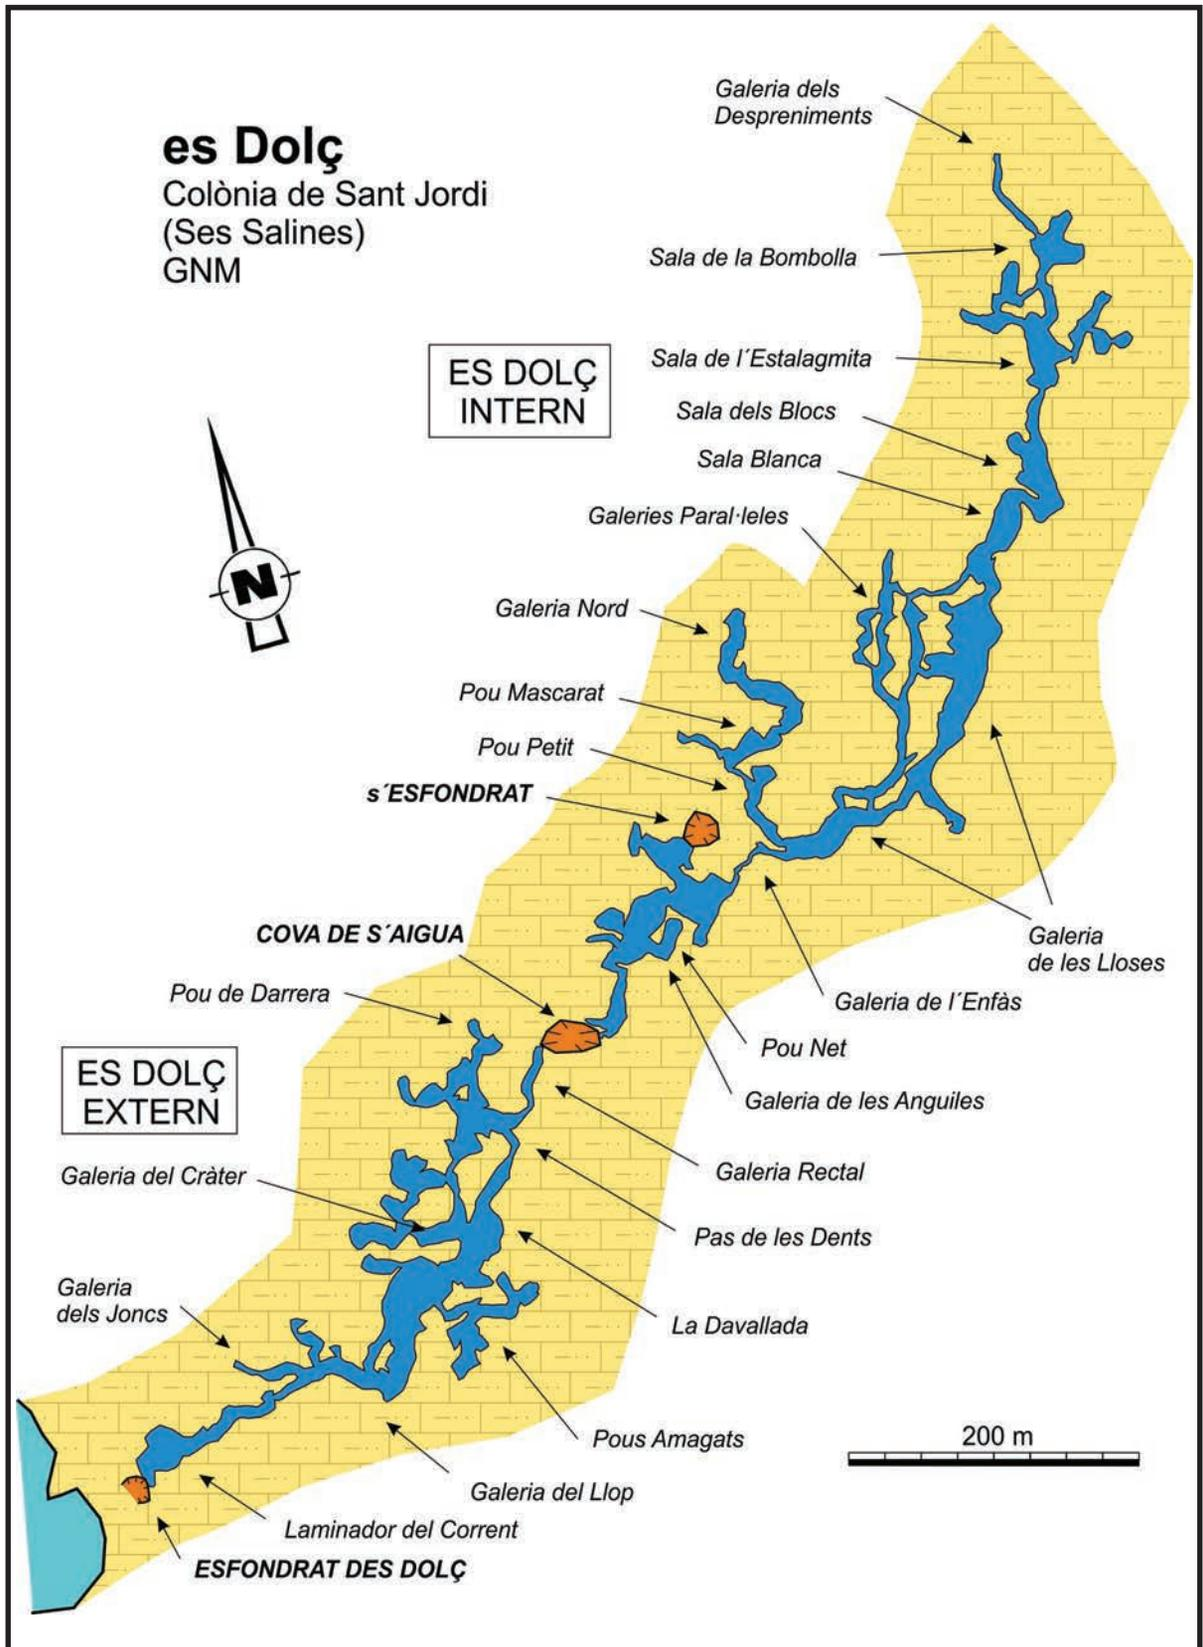 es Dolç
Colònia de Sant Jordi
(Ses Salines)
GNM
Galeria dels
Despreniments
Sala de la Bombolla
ES DOLÇ
INTERN
Sala de l´Estalagmita
Sala dels Blocs
Sala Blanca
Galeries Paral·leles
N
Galeria Nord
Pou Mascarat
Pou Petit
s´ESFONDRAT
COVA DE S´AIGUA
Galeria
de les Lloses
Pou de Darrera
Galeria de l´Enfàs
Pou Net
ES DOLÇ
EXTERN
Galeria de les Anguiles
Galeria del Cràter
Galeria Rectal
Pas de les Dents
Galeria
dels Joncs
La Davallada
Pous Amagats
200 m
Galeria del Llop
Laminador del Corrent
ESFONDRAT DES DOLÇ